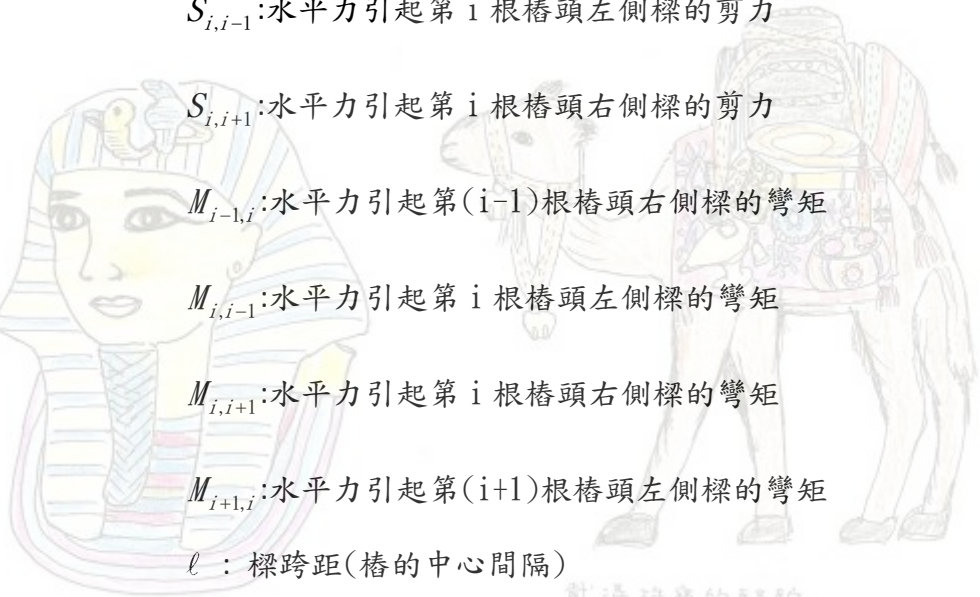 S_{i,i-1}:水平力引起第 i 根樁頭左側樑的剪力
S_{i,i+1}:水平力引起第 i 根樁頭右側樑的剪力
M_{i-1,i}:水平力引起第(i-1)根樁頭右側樑的彎矩
M_{i,i-1}:水平力引起第 i 根樁頭左側樑的彎矩
M_{i,i+1}:水平力引起第 i 根樁頭右側樑的彎矩
M_{i+1,i}:水平力引起第(i+1)根樁頭左側樑的彎矩
ℓ : 樑跨距(樁的中心間隔)